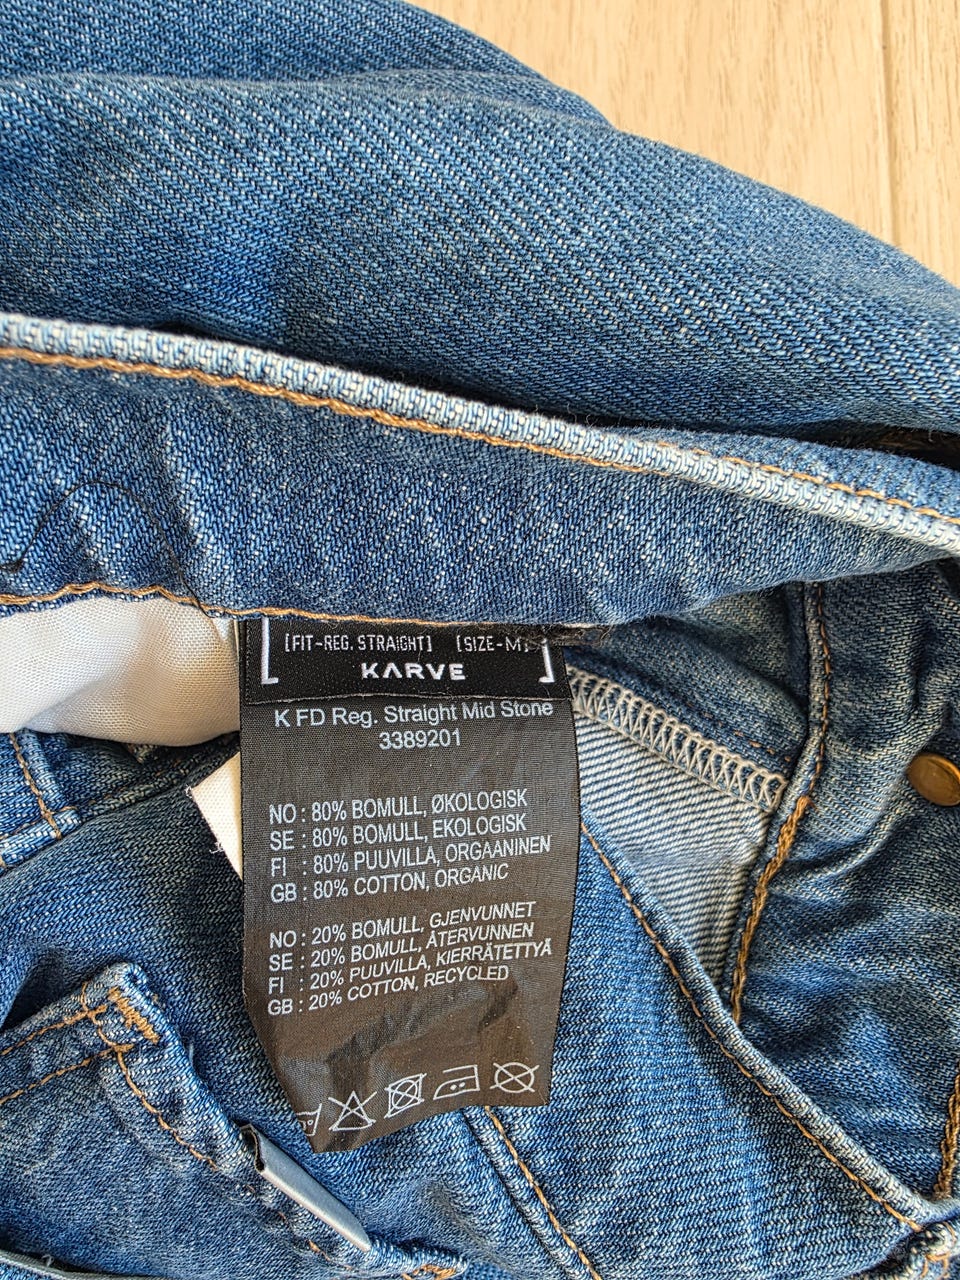 [FIT-REG. STRAIGHT] [SIZE-M]
KARVE
K FD Reg. Straight Mid Stone
3389201
NO : 80% BOMULL, ØKOLOGISK
SE : 80% BOMULL, EKOLOGISK
FI : 80% PUUVILLA, ORGAANINEN
GB : 80% COTTON, ORGANIC
NO : 20% BOMULL, GJENVUNNET
SE : 20% BOMULL, ÅTERVUNNEN
FI : 20% PUUVILLA, KIERRÄTETTYÄ
GB : 20% COTTON, RECYCLED